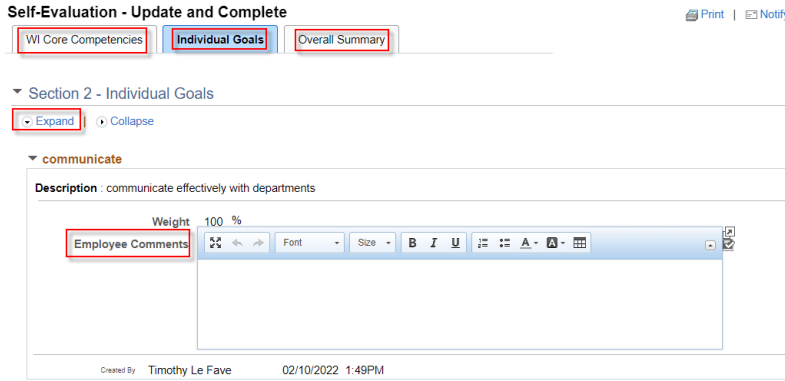 Self-Evaluation - Update and Complete
Print | Notify
WI Core Competencies Individual Goals Overall Summary
Section 2 - Individual Goals
Expand | Collapse
communicate
Description : communicate effectively with departments
Weight 100 %
Employee Comments Font Size B I U A A
Created By Timothy Le Fave 02/10/2022 1:49PM